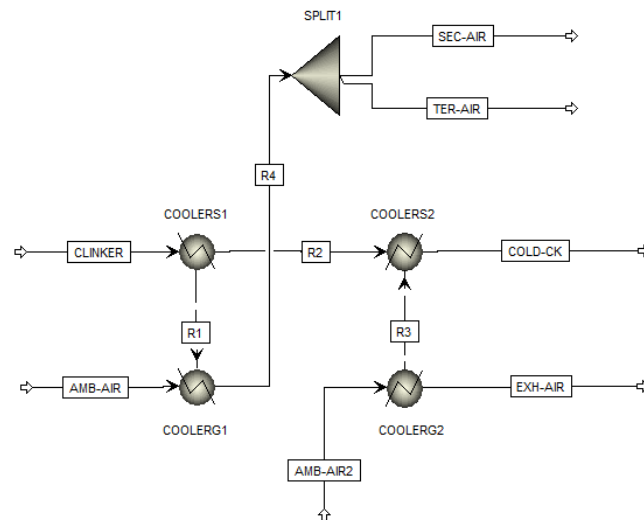 SPLIT1
SEC-AIR
TER-AIR
R4
COOLERS1
COOLERS2
CLINKER
R2
COLD-CK
R1
R3
AMB-AIR
EXH-AIR
COOLERG1
COOLERG2
AMB-AIR2